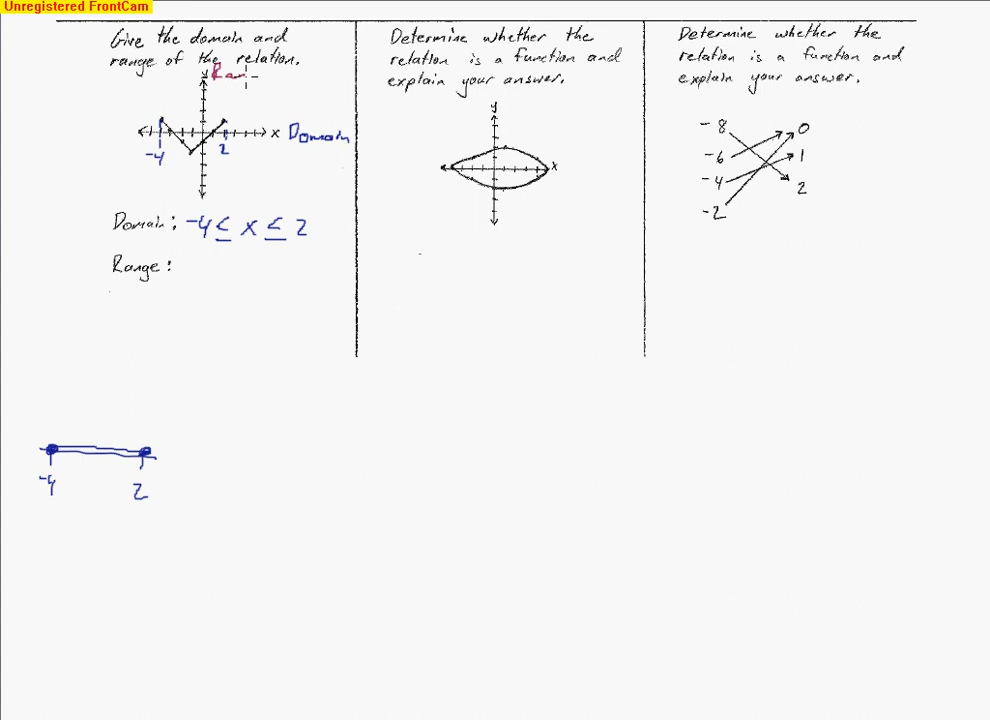 Unregistered FrontCam
Give the domain and
range of the relation.
y Ran
x Domain
-4
2
Domain: -4 ≤ x ≤ 2
Range:
Determine whether the
relation is a function and
explain your answer.
y
x
Determine whether the
relation is a function and
explain your answer.
-8 0
-6 1
-4 2
-2
-4 2